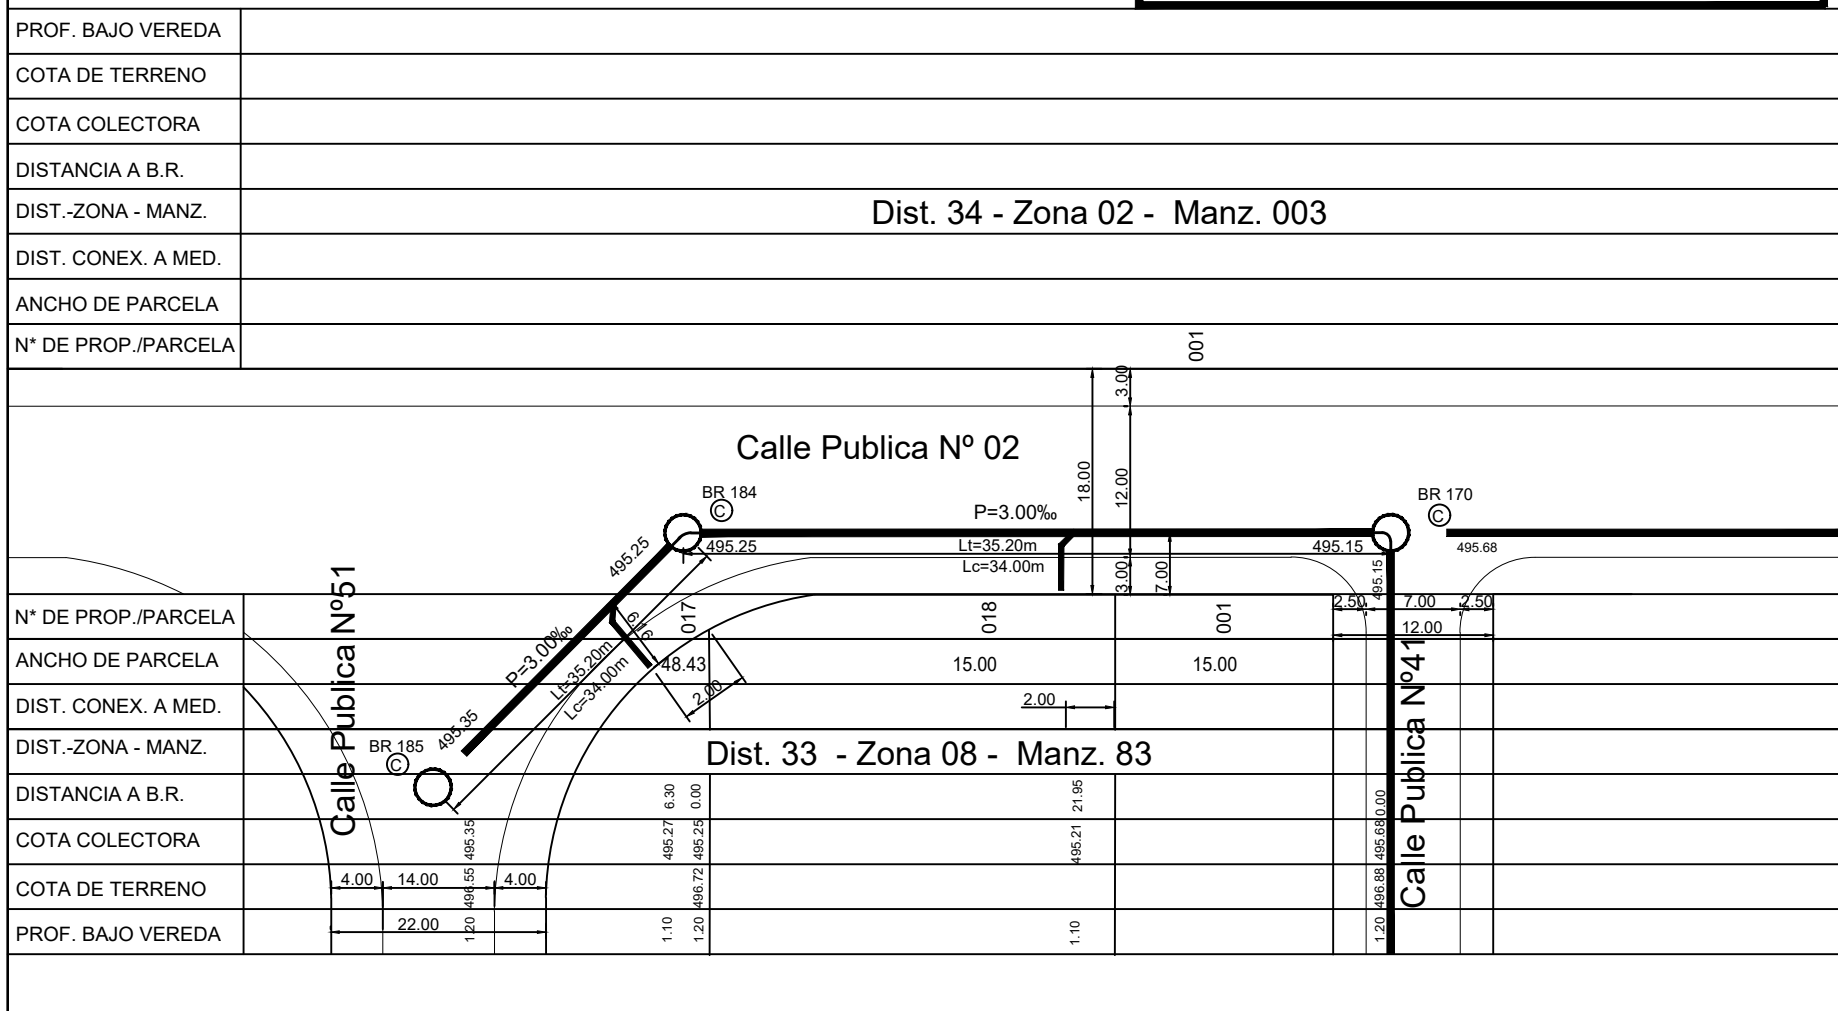 PROF. BAJO VEREDA
COTA DE TERRENO
COTA COLECTORA
DISTANCIA A B.R.
DIST.-ZONA - MANZ.
Dist. 34 - Zona 02 - Manz. 003
DIST. CONEX. A MED.
ANCHO DE PARCELA
N* DE PROP./PARCELA
001
3.00
Calle Publica Nº 02
18.00
12.00
BR 184
C
BR 170
C
P=3.00‰
495.25
495.25
Lt=35.20m
495.15
495.68
Lc=34.00m
3.00
7.00
495.15
Calle Publica Nº51
N* DE PROP./PARCELA
6.16
017
018
001
2.50
7.00
2.50
12.00
ANCHO DE PARCELA
P=3.00‰
Lt=35.20m
Lc=34.00m
48.43
15.00
15.00
Calle Publica Nº41
DIST. CONEX. A MED.
2.00
2.00
DIST.-ZONA - MANZ.
BR 185
C
495.35
Dist. 33 - Zona 08 - Manz. 83
DISTANCIA A B.R.
6.30
0.00
21.95
0.00
COTA COLECTORA
495.35
495.27
495.25
495.21
495.68
COTA DE TERRENO
4.00
14.00
4.00
496.55
496.72
496.88
PROF. BAJO VEREDA
22.00
1.20
1.10
1.20
1.10
1.20